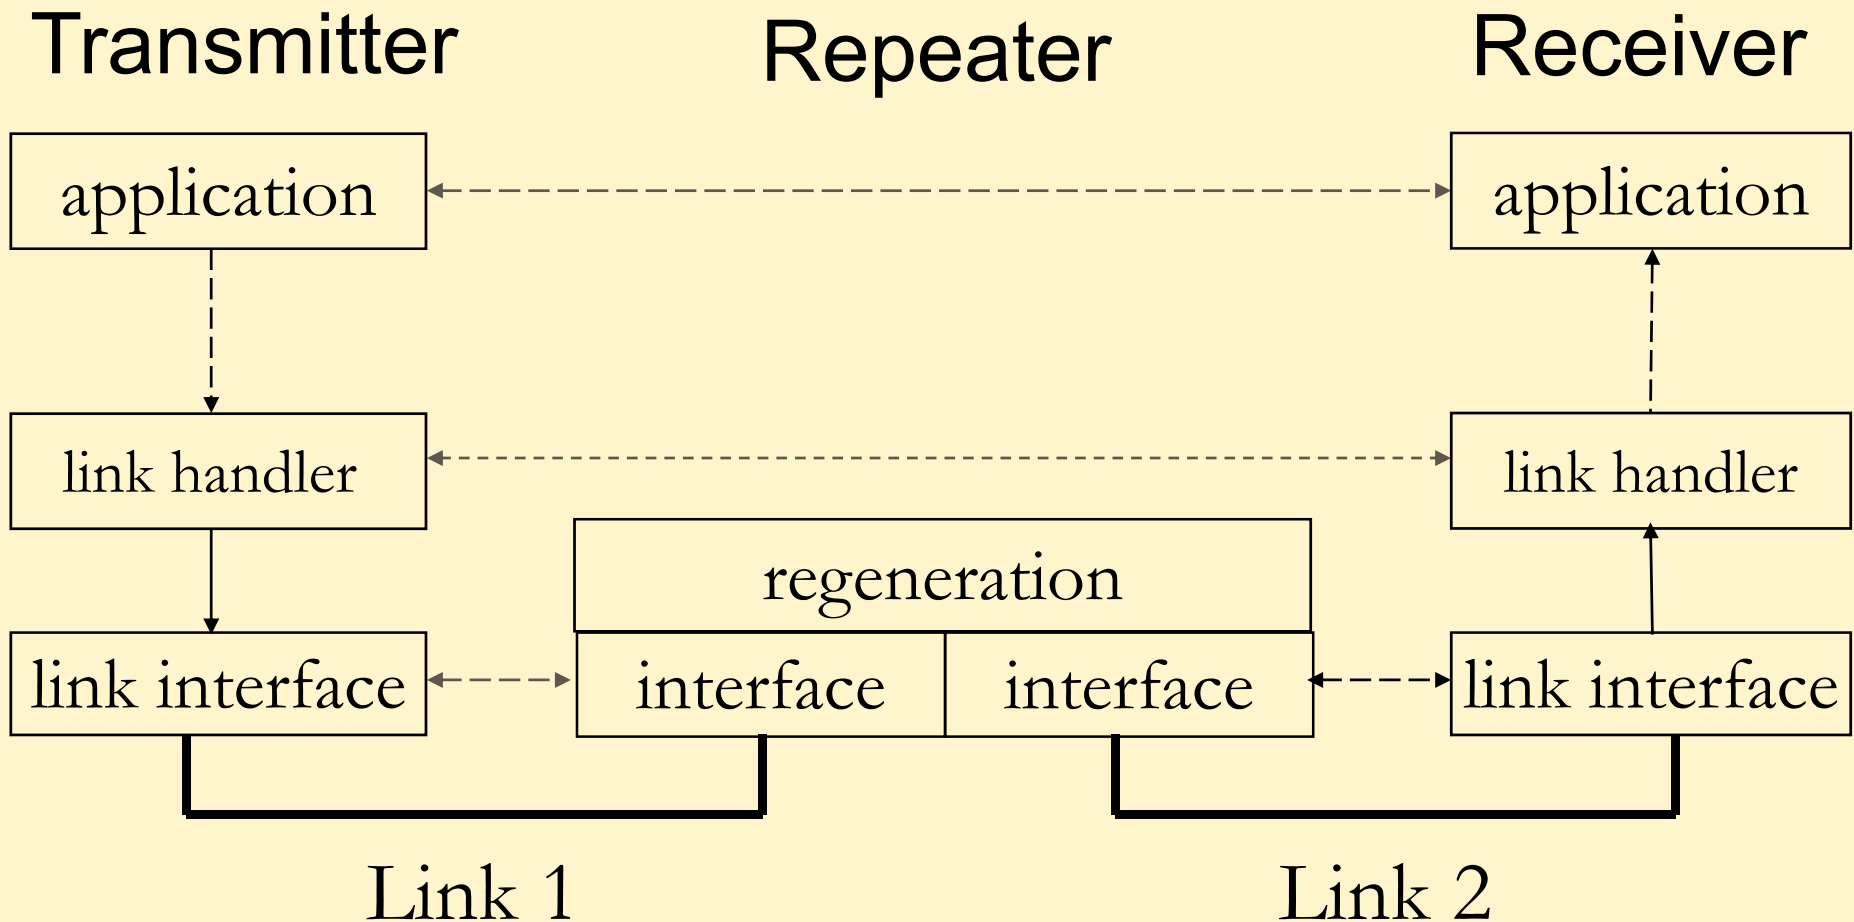 Transmitter Repeater Receiver
application application
link handler link handler
regeneration
link interface interface interface link interface
Link 1 Link 2